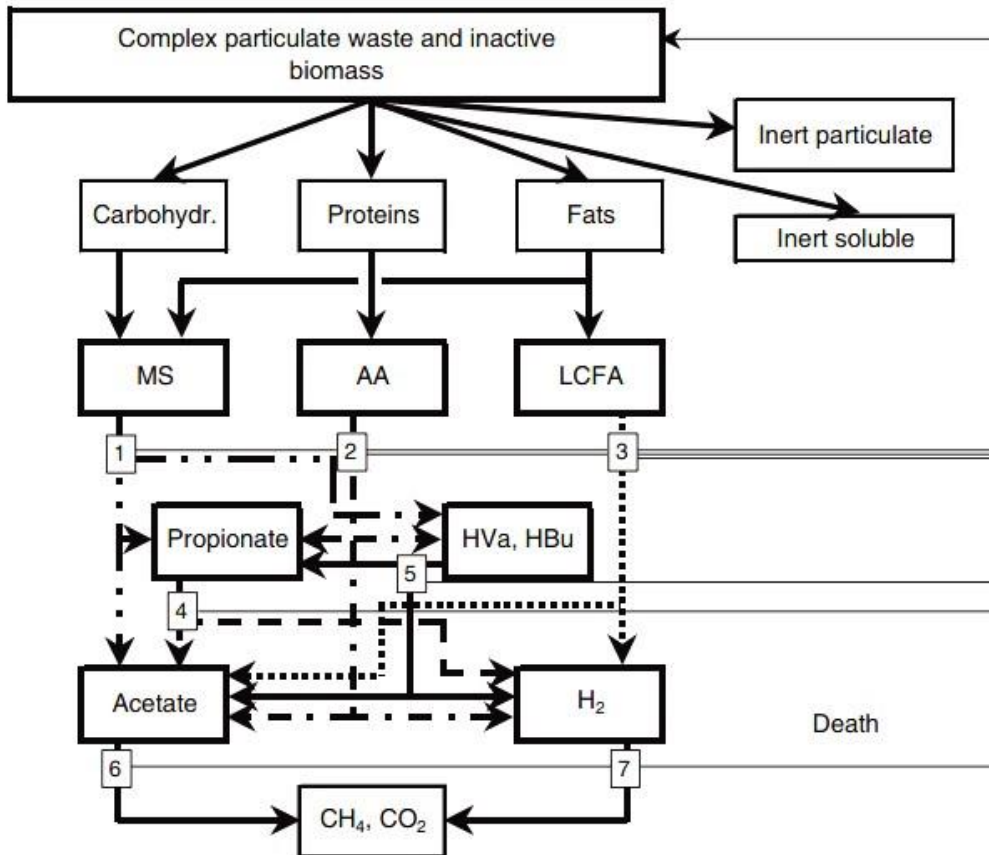 Complex particulate waste and inactive
biomass
Inert particulate
Carbohydr.
Proteins
Fats
Inert soluble
MS
AA
LCFA
1
2
3
Propionate
HVa, HBu
5
4
Acetate
H₂
Death
6
7
CH₄, CO₂